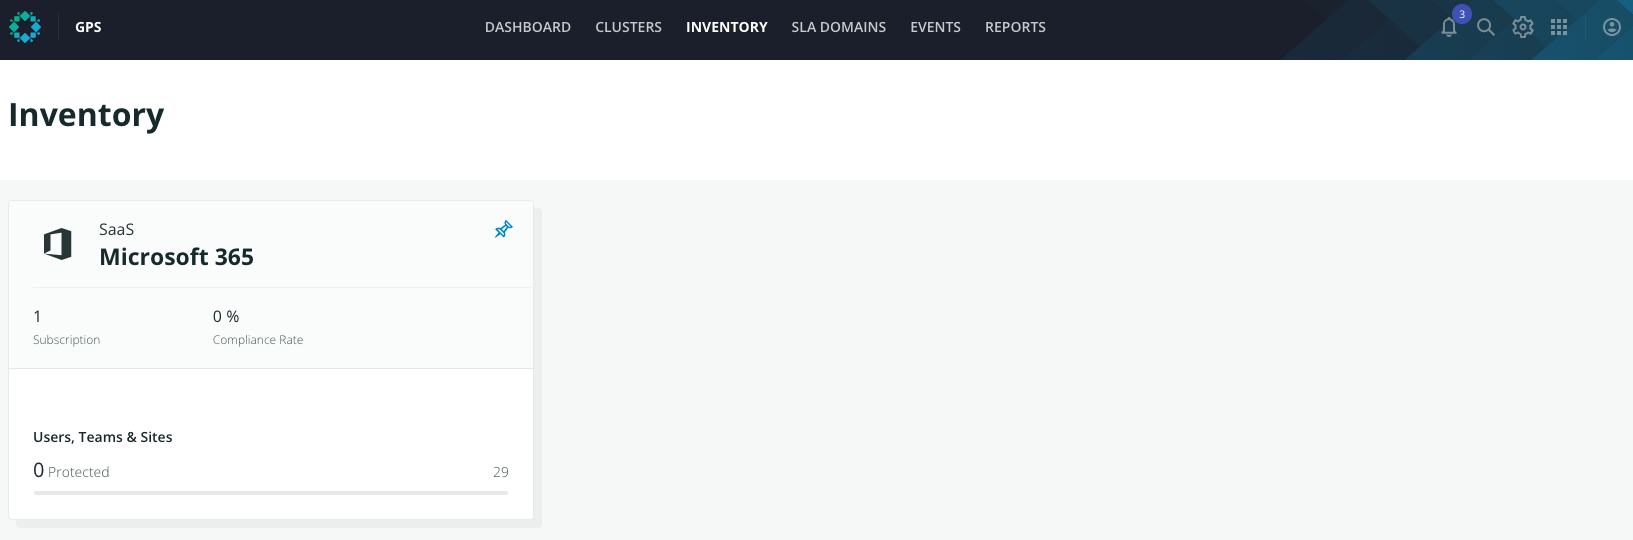 GPS DASHBOARD CLUSTERS INVENTORY SLA DOMAINS EVENTS REPORTS 3
Inventory
SaaS
Microsoft 365
1 0 %
Subscription Compliance Rate
Users, Teams & Sites
0 Protected 29